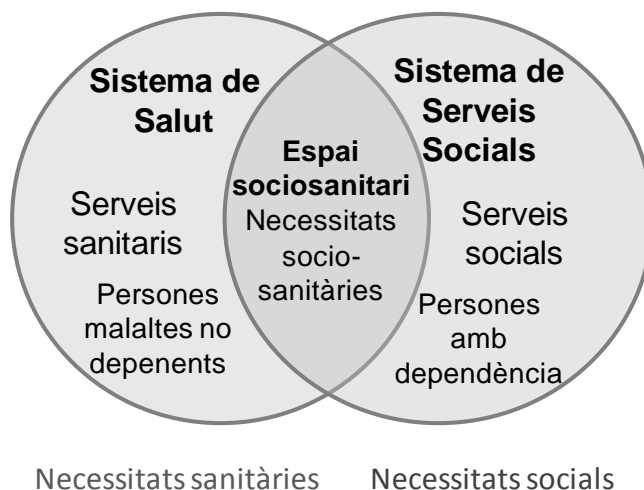 Sistema de
Salut
Serveis
sanitaris
Persones
malaltes no
depenents
Espai
sociosanitari
Necessitats
socio-
sanitàries
Sistema de
Serveis
Socials
Serveis
socials
Persones
amb
dependència
Necessitats sanitàries
Necessitats socials